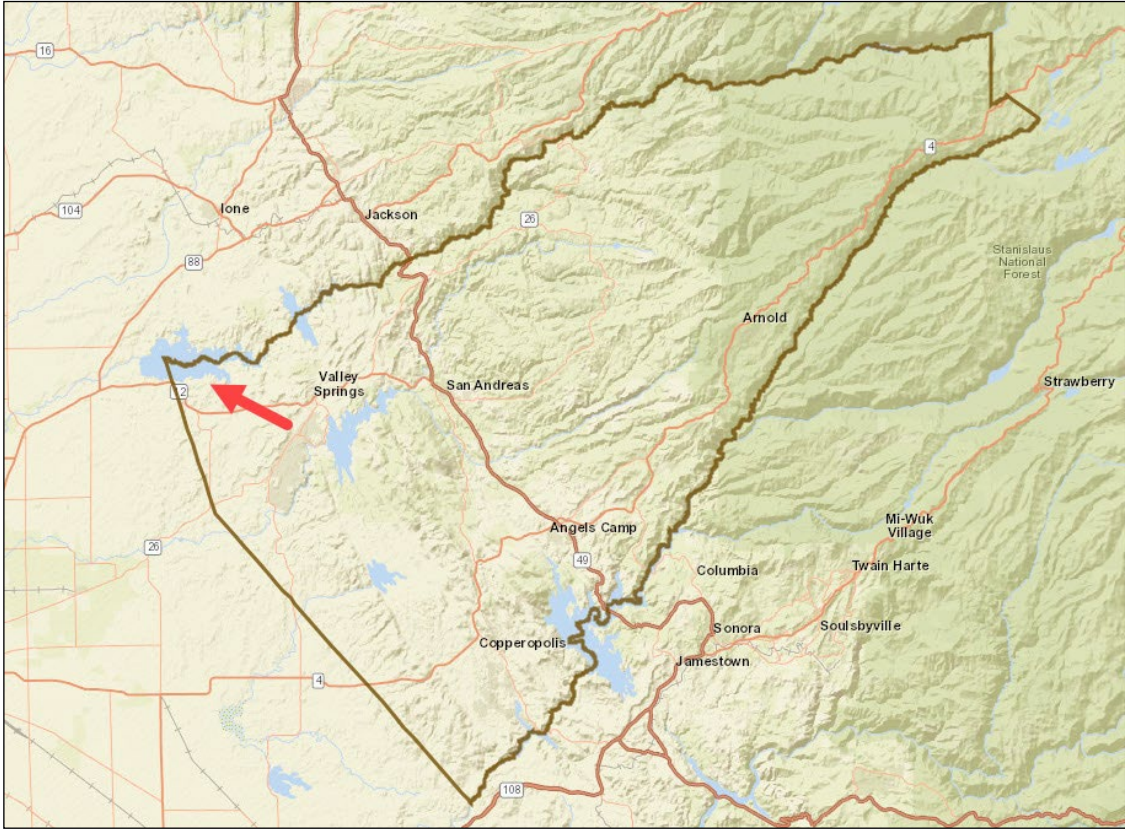 16
4
104
Ione
Jackson
26
88
Stanislaus
National
Forest
Arnold
12
Valley
Springs
San Andreas
Strawberry
Angels Camp
Mi-Wuk
Village
26
49
Columbia
Twain Harte
Sonora
Soulsbyville
Copperopolis
Jamestown
4
108